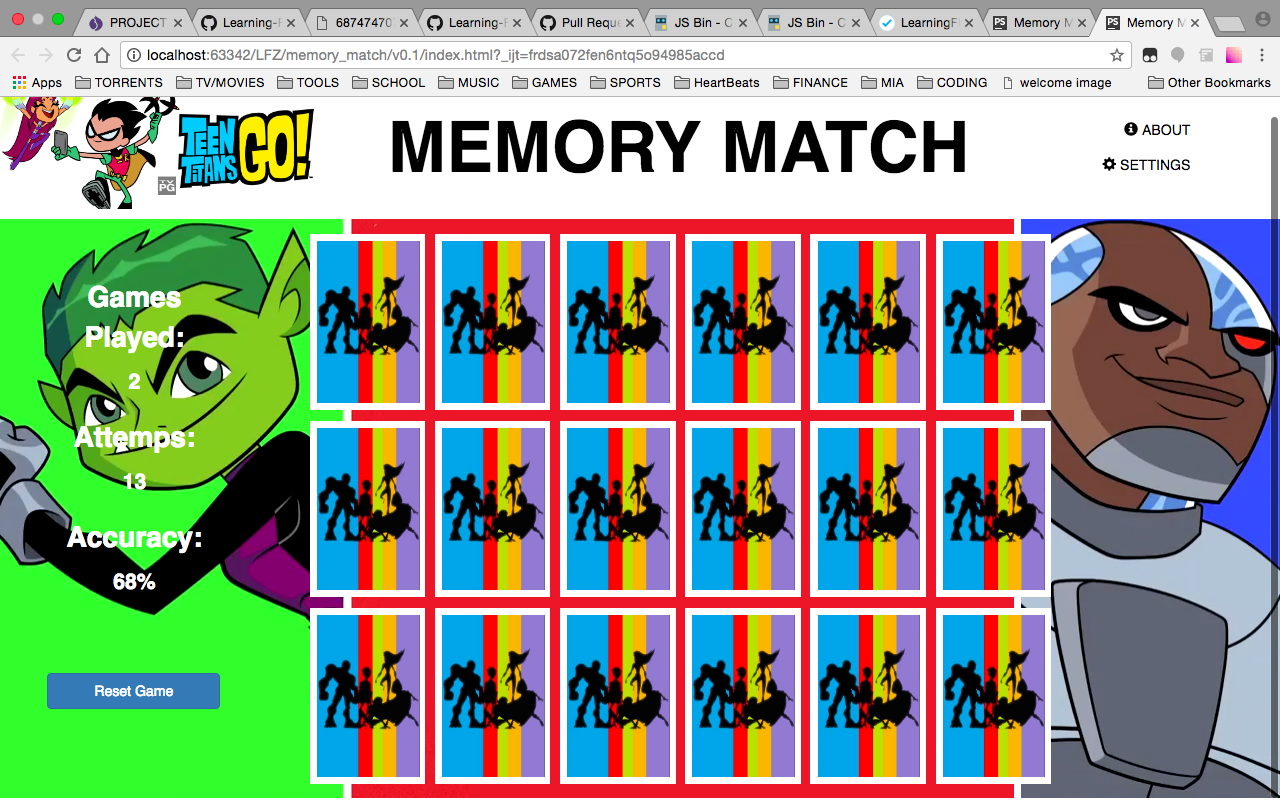 PROJECT
Learning-F
68747470
Learning-F
Pull Reque
JS Bin - C
JS Bin - C
LearningF
Memory M
Memory M
localhost:63342/LFZ/memory_match/v0.1/index.html?_ijt=frdsa072fen6ntq5o94985accd
Apps TORRENTS TV/MOVIES TOOLS SCHOOL MUSIC GAMES SPORTS HeartBeats FINANCE MIA CODING welcome image Other Bookmarks
TEEN
TITANS
GO!
TV
PG
MEMORY MATCH
ABOUT
SETTINGS
Games
Played:
2
Attemps:
13
Accuracy:
68%
Reset Game